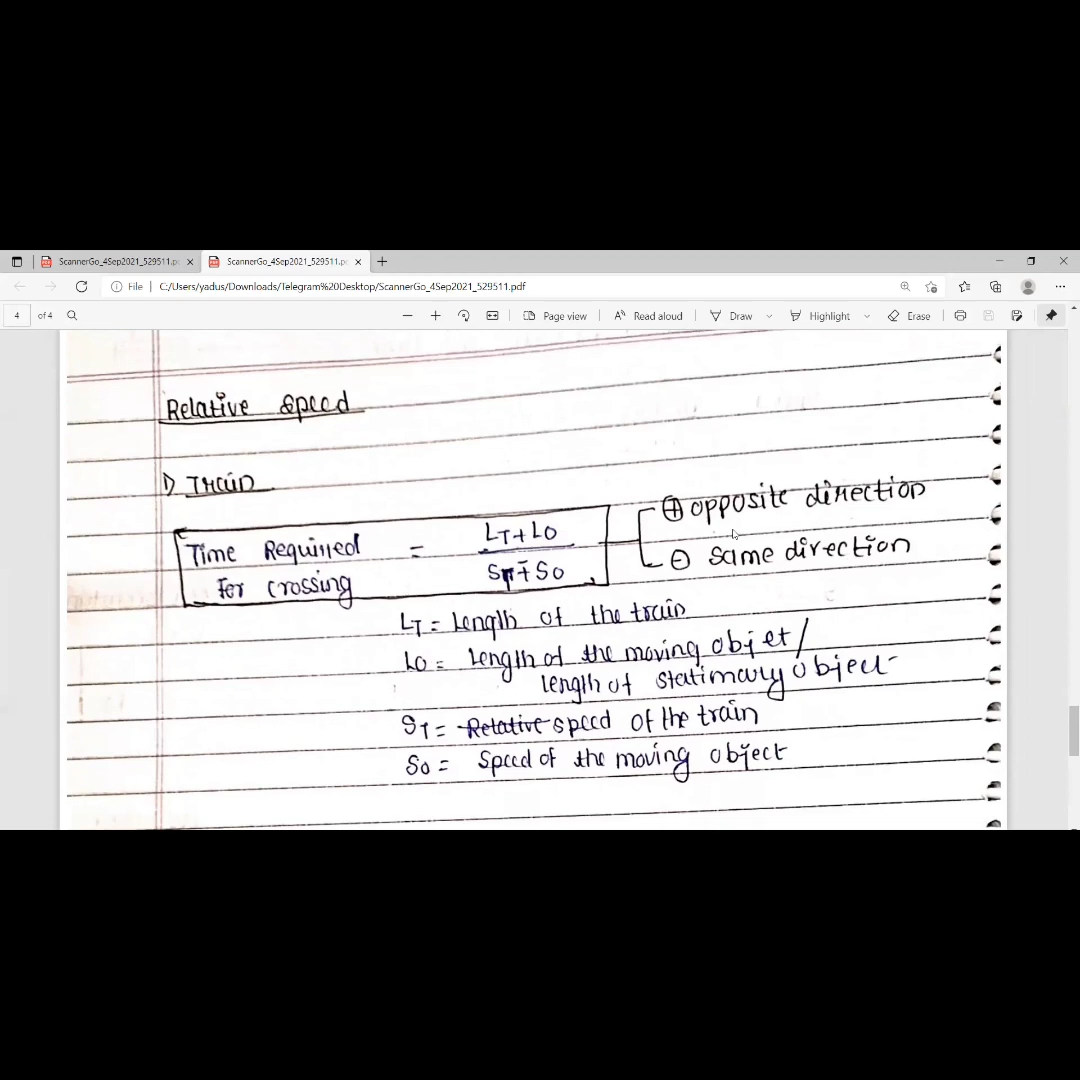 ScannerGo_4Sep2021_529511.p
ScannerGo_4Sep2021_529511.p
File | C:/Users/yadus/Downloads/Telegram%20Desktop/ScannerGo_4Sep2021_529511.pdf
4 of 4 Page view Read aloud Draw Highlight Erase
Relative speed
1) Train
Time Required = LT + LO ⊕ opposite direction
For crossing ST ∓ SO ⊖ same direction
LT = Length of the train
LO = Length of the moving objet /
length of stationary object
ST = Relative speed of the train
SO = Speed of the moving object